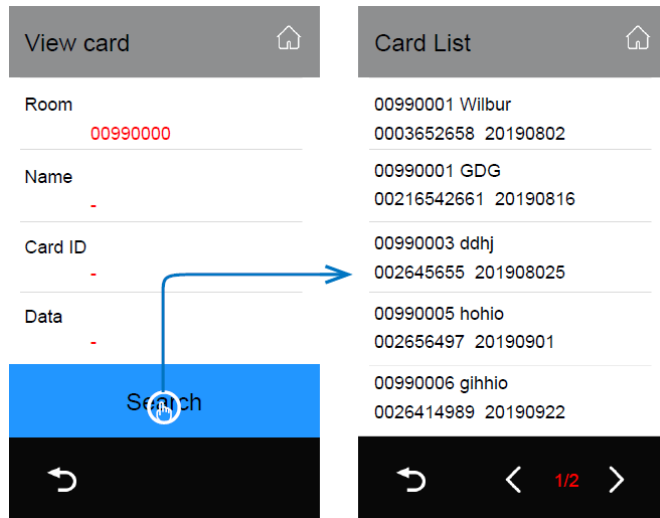 View card
Room
00990000
Name
-
Card ID
-
Data
-
Search
Card List
00990001 Wilbur
0003652658 20190802
00990001 GDG
00216542661 20190816
00990003 ddhj
002645655 201908025
00990005 hohio
002656497 20190901
00990006 gihhio
0026414989 20190922
1/2